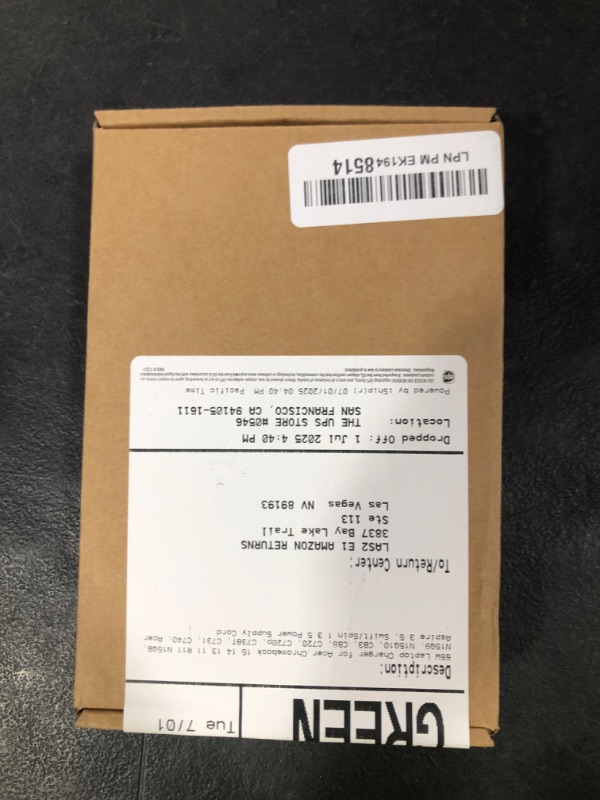 GREEN
Tue 7/01
Description:
65W Laptop Charger for Acer Chromebook 15 14 13 11 R11 N15Q8,
N15Q9, N15Q10, CB3, CB5, C720, C720p, C738T, C731, C740, Acer
Aspire 3 5, Swift/Spin 1 3 5 Power Supply Cord
To/Return Center:
LAS2 E1 AMAZON RETURNS
3837 Bay Lake Trail
Ste 113
Las Vegas NV 89193
Dropped Off: 1 Jul 2025 4:40 PM
Location: THE UPS STORE #0546
SAN FRANCISCO, CA 94105-1611
Powered by iShip(r) 07/01/2025 04:40 PM Pacific Time
LPN PM EK1948514